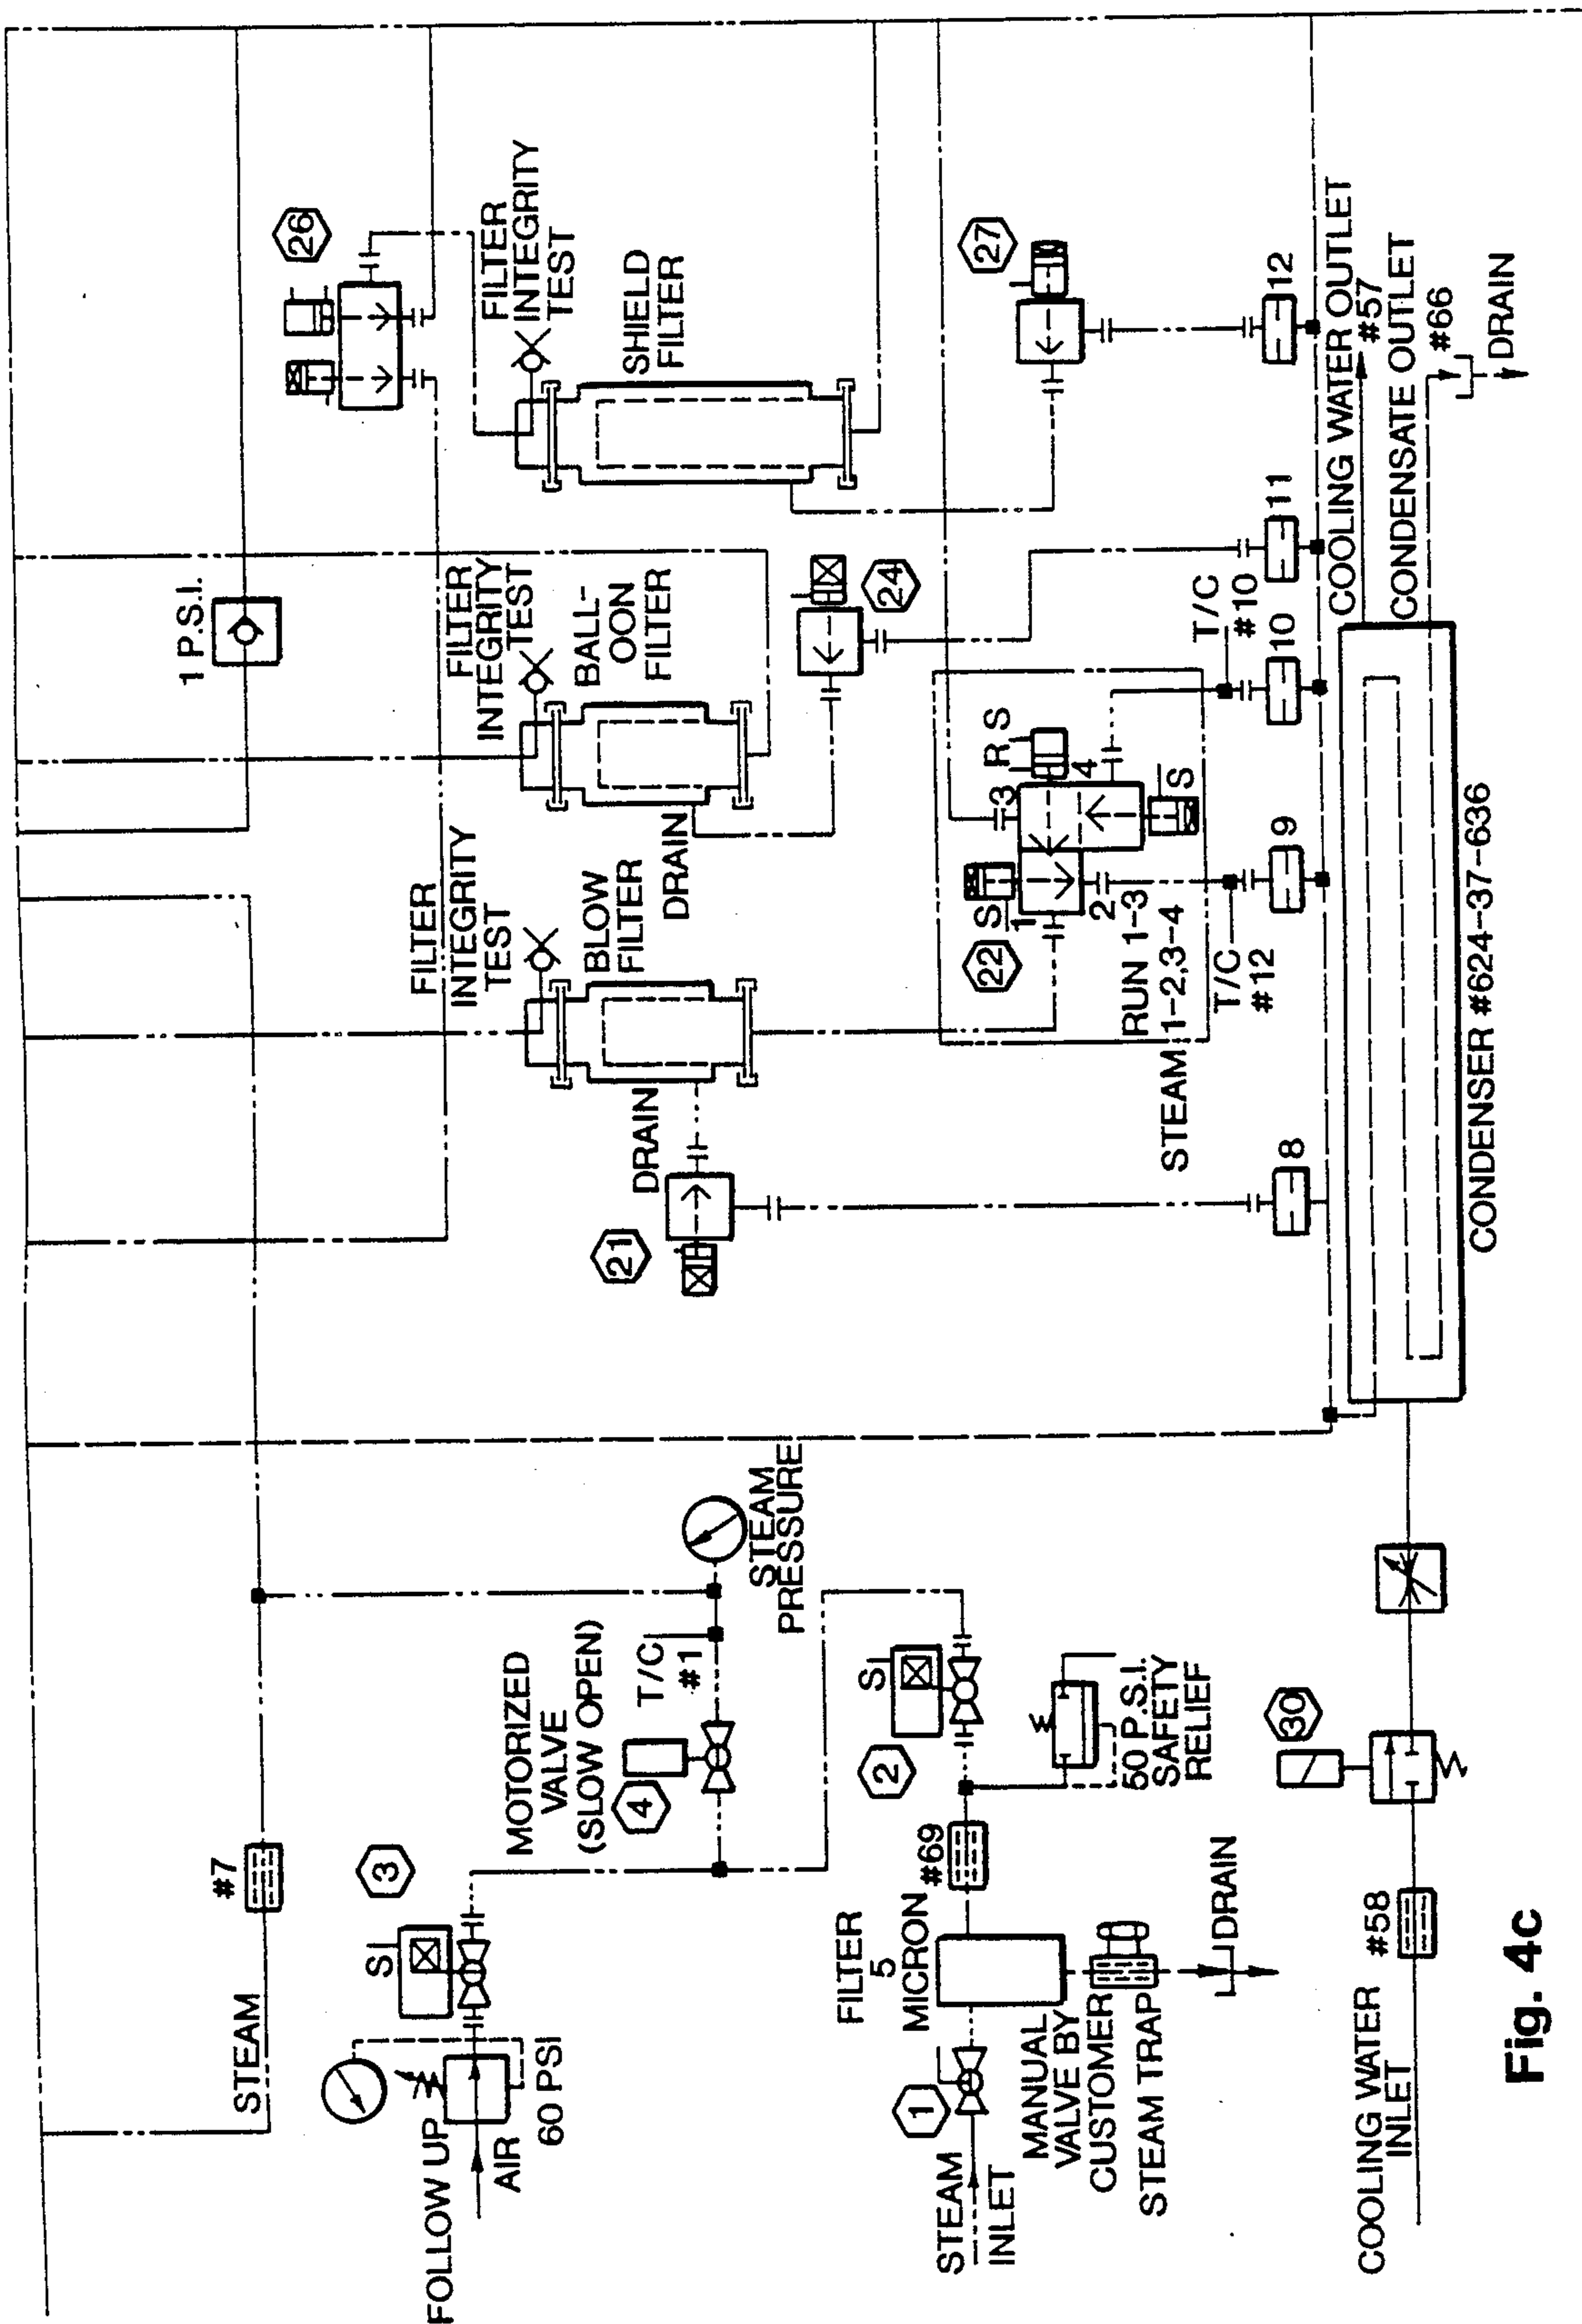 1 P.S.I.
26
FILTER
INTEGRITY
TEST
SHIELD
FILTER
FILTER
INTEGRITY
TEST
BALL-
OON
FILTER
FILTER
INTEGRITY
TEST
BLOW
FILTER
DRAIN
DRAIN
21
24
27
22
S
1
2
3
R S
4
S
RUN 1-3
STEAM 1-2,3-4
T/C
#12
T/C
#10
8
9
10
11
12
COOLING WATER OUTLET
#57
CONDENSATE OUTLET
#66
DRAIN
CONDENSER #624-37-636
STEAM
#7
FOLLOW UP
AIR
60 PSI
S
3
MOTORIZED
VALVE
(SLOW OPEN)
4
T/C
#1
STEAM
PRESSURE
2
S
50 P.S.I.
SAFETY
RELIEF
#69
FILTER
5
MICRON
1
STEAM
INLET
MANUAL
VALVE BY
CUSTOMER
STEAM TRAP
DRAIN
30
#58
COOLING WATER
INLET
Fig. 4c